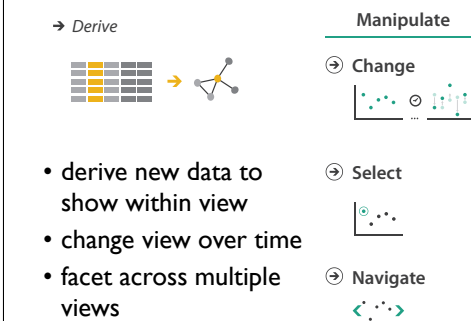 → Derive
→
• derive new data to
show within view
• change view over time
• facet across multiple
views
Manipulate
→ Change
...
→ Select
→ Navigate